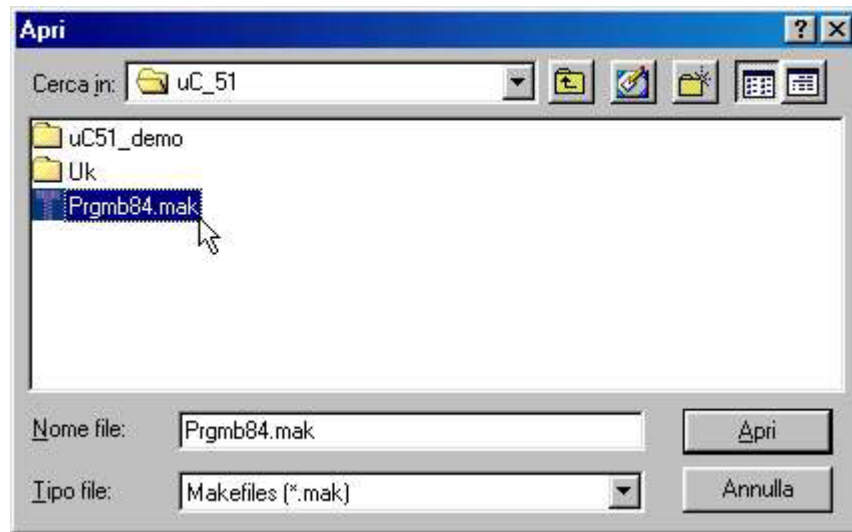 Apri
Cerca in: uC_51
uC51_demo
Uk
Prgmb84.mak
Nome file: Prgmb84.mak Apri
Tipo file: Makefiles (*.mak) Annulla